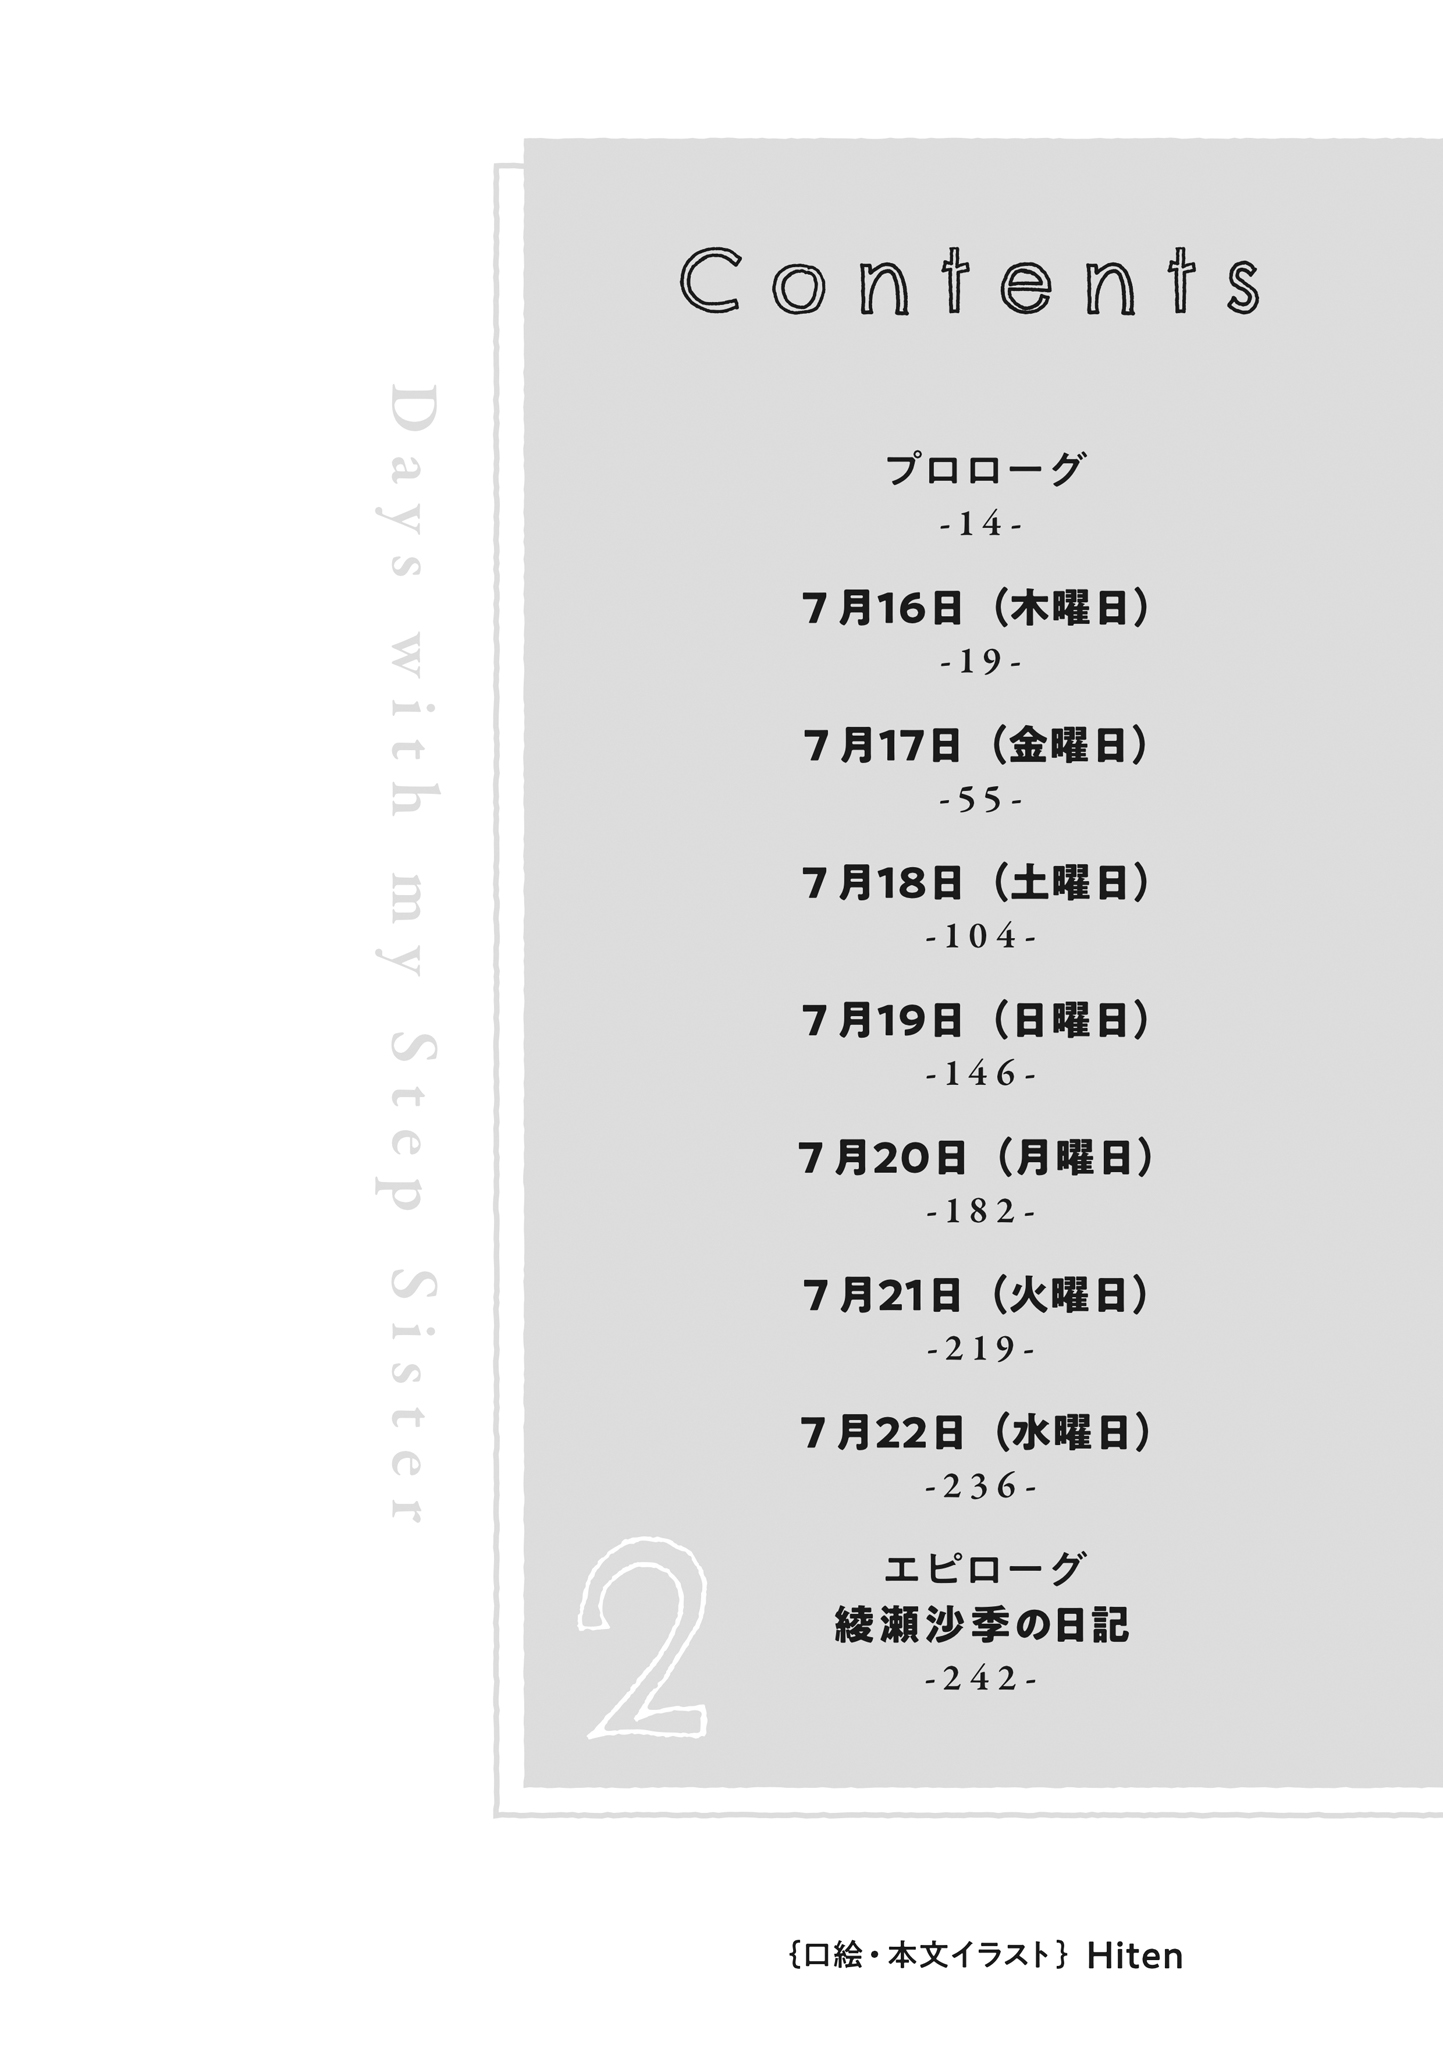 Contents
プロローグ
-14-
7月16日（木曜日）
-19-
7月17日（金曜日）
-55-
7月18日（土曜日）
-104-
7月19日（日曜日）
-146-
7月20日（月曜日）
-182-
7月21日（火曜日）
-219-
7月22日（水曜日）
-236-
エピローグ
綾瀬沙季の日記
-242-
2
Days with my Step Sister
{口絵・本文イラスト} Hiten